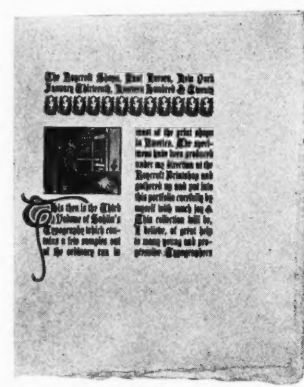 The Roycroft Shops, East Aurora, New York
January Thirteenth, Nineteen Hundred & Twenty
This then is the Third
Volume of Sahlin's
Typography which con-
tains a few samples out
of the ordinary run in
most of the print shops
in America. The speci-
mens have been produced
under my direction at the
Roycroft Printshop and
gathered up and put into
this portfolio carefully by
myself with much joy &
This collection will be,
I believe, of great help
to many young and pro-
gressive Typographers